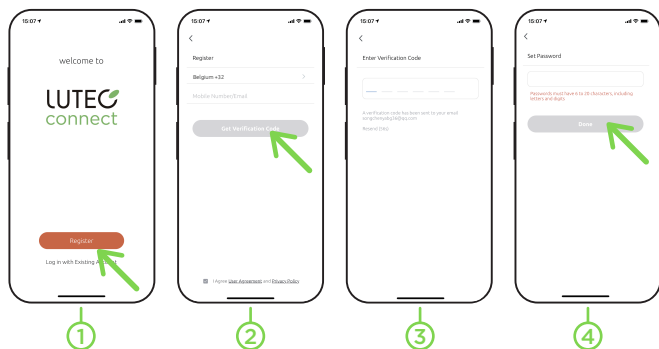 15:07
welcome to
LUTEC
connect
Register
Log in with Existing Account
1
15:07
Register
Belgium +32
Mobile Number/Email
Get Verification Code
I Agree User Agreement and Privacy Policy
2
15:07
Enter Verification Code
A verification code has been sent to your email
Resend (36s)
3
15:07
Set Password
Passwords must have 6 to 20 characters, including
letters and digits
Done
4